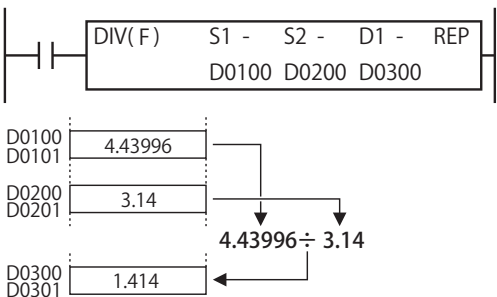 DIV( F ) S1 - S2 - D1 - REP
D0100 D0200 D0300
D0100
D0101
4.43996
D0200
D0201
3.14
4.43996÷ 3.14
D0300
D0301
1.414